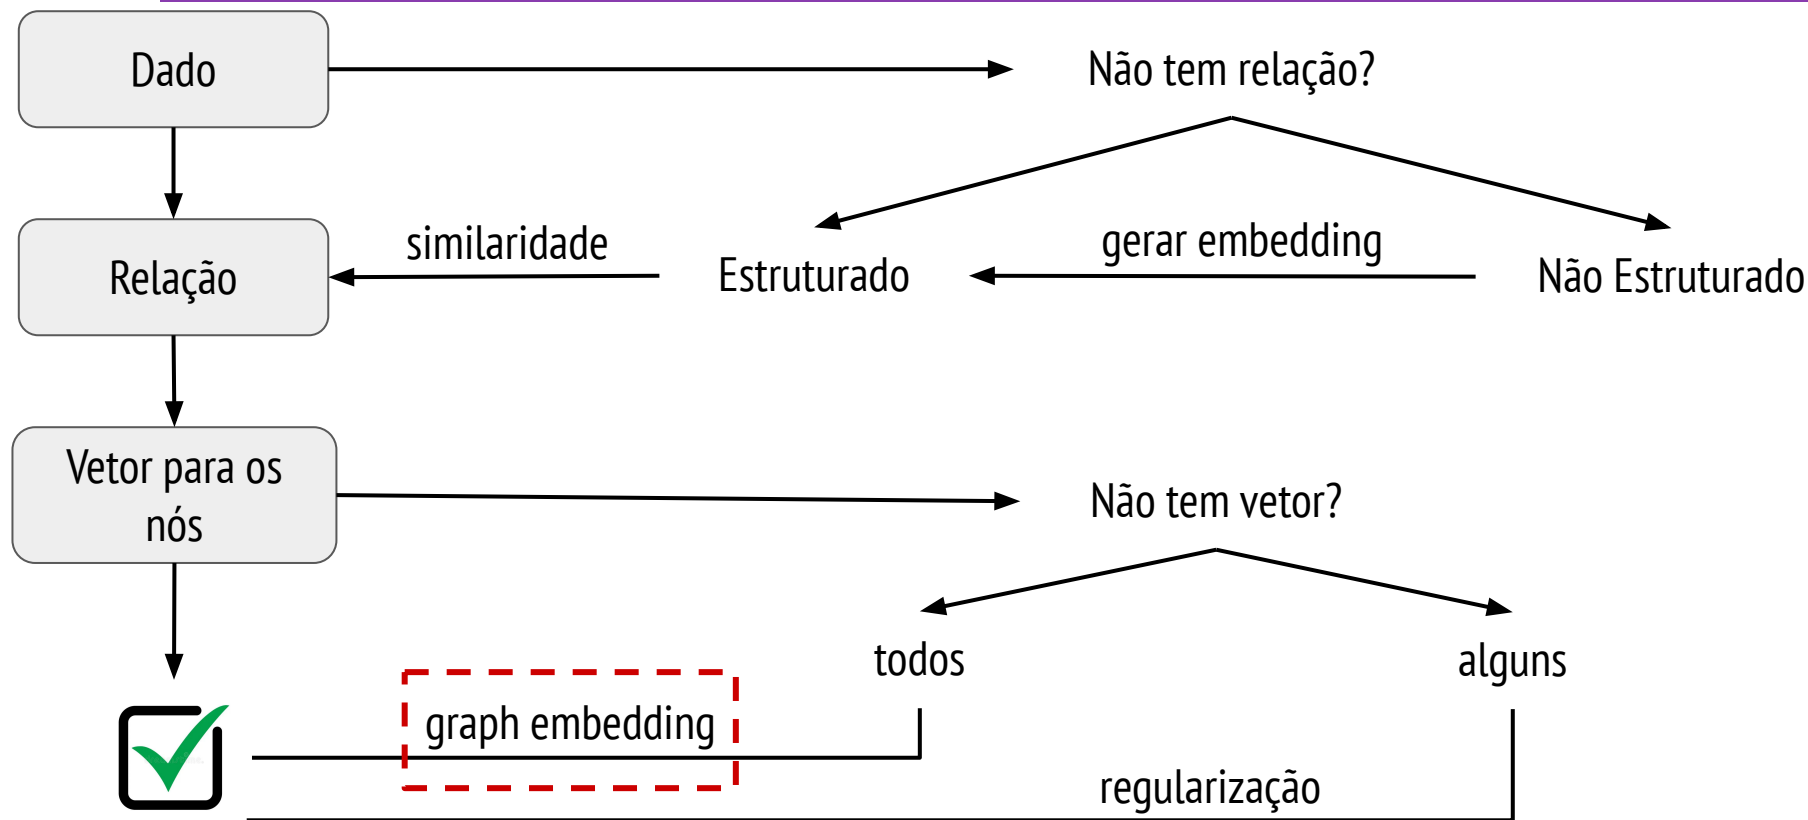 Dado
Não tem relação?
similaridade
gerar embedding
Relação
Estruturado
Não Estruturado
Vetor para os
nós
Não tem vetor?
todos
alguns
graph embedding
regularização